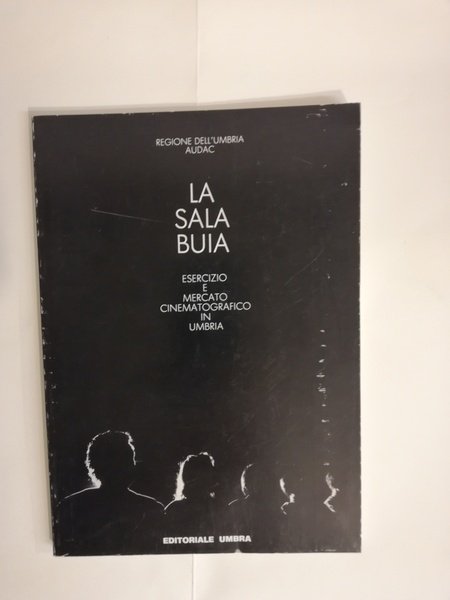 REGIONE DELL'UMBRIA
AUDAC
LA
SALA
BUIA
ESERCIZIO
E
MERCATO
CINEMATOGRAFICO
IN
UMBRIA
EDITORIALE UMBRA